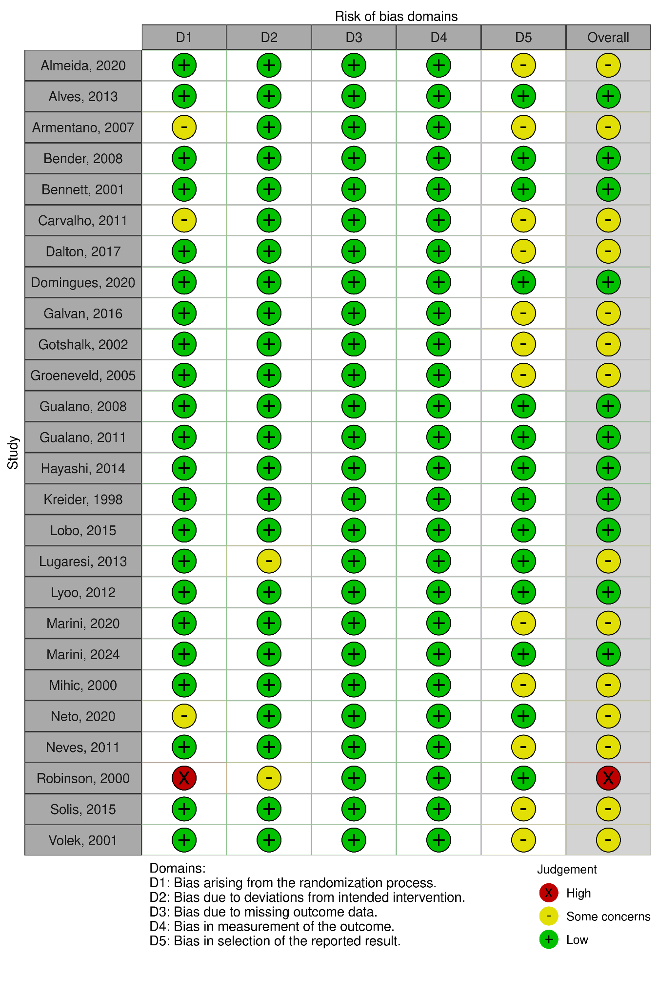 Risk of bias domains
D1 D2 D3 D4 D5 Overall
Almeida, 2020 + + + + - -
Alves, 2013 + + + + + +
Armentano, 2007 - + + + - -
Bender, 2008 + + + + + +
Bennett, 2001 + + + + + +
Carvalho, 2011 - + + + - -
Dalton, 2017 + + + + - -
Domingues, 2020 + + + + + +
Galvan, 2016 + + + + - -
Gotshalk, 2002 + + + + - -
Groeneveld, 2005 + + + + - -
Gualano, 2008 + + + + + +
Gualano, 2011 + + + + + +
Study
Hayashi, 2014 + + + + + +
Kreider, 1998 + + + + + +
Lobo, 2015 + + + + + +
Lugaresi, 2013 + - + + + -
Lyoo, 2012 + + + + + +
Marini, 2020 + + + + - -
Marini, 2024 + + + + + +
Mihic, 2000 + + + + - -
Neto, 2020 - + + + + -
Neves, 2011 + + + + - -
Robinson, 2000 X - + + + X
Solis, 2015 + + + + - -
Volek, 2001 + + + + - -
Domains:
D1: Bias arising from the randomization process.
D2: Bias due to deviations from intended intervention.
D3: Bias due to missing outcome data.
D4: Bias in measurement of the outcome.
D5: Bias in selection of the reported result.
Judgement
X High
- Some concerns
+ Low